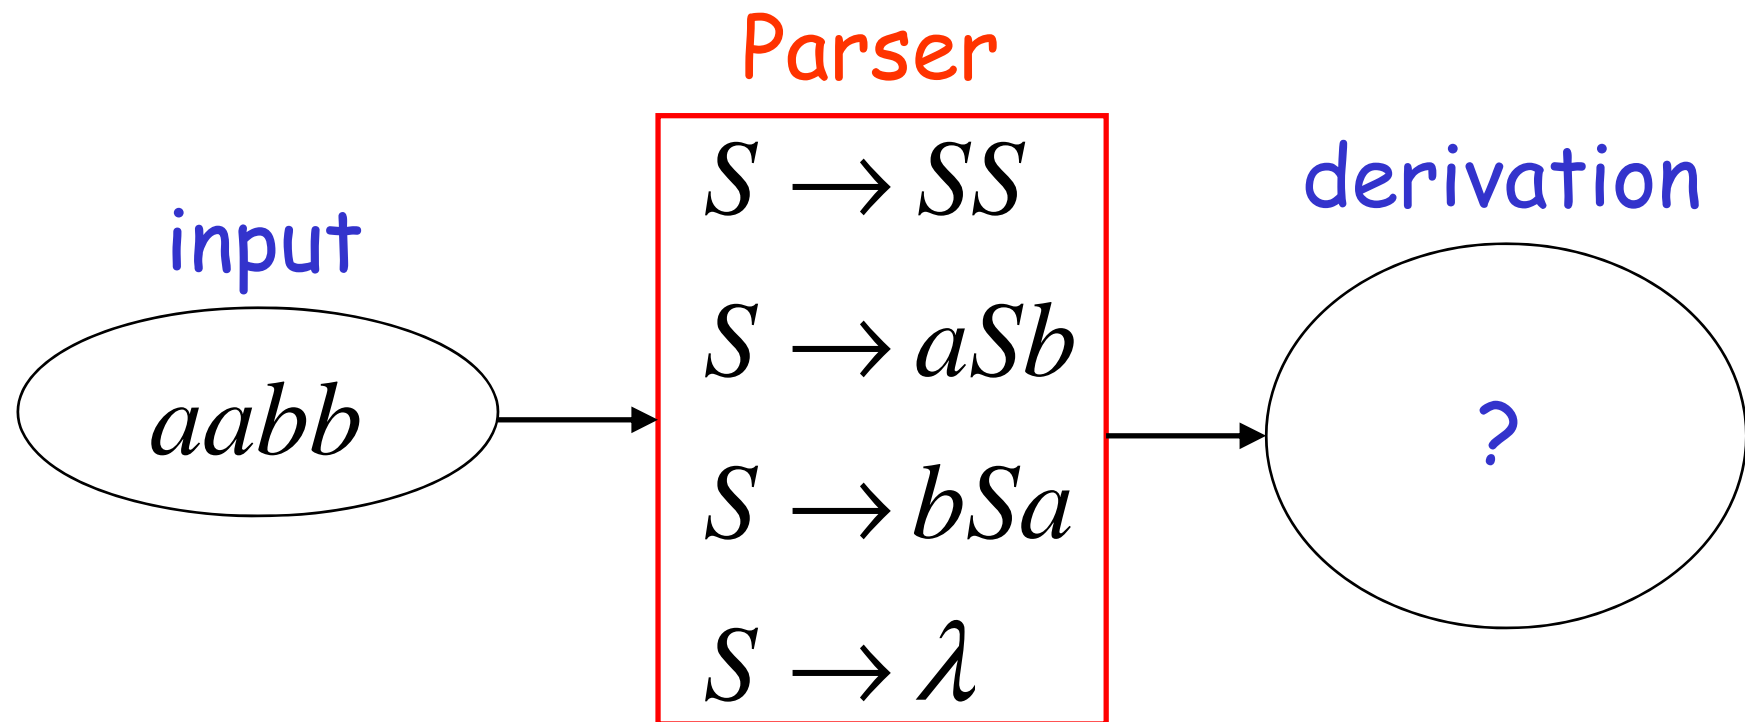 Parser
input
aabb
S → SS
S → aSb
S → bSa
S → λ
derivation
?